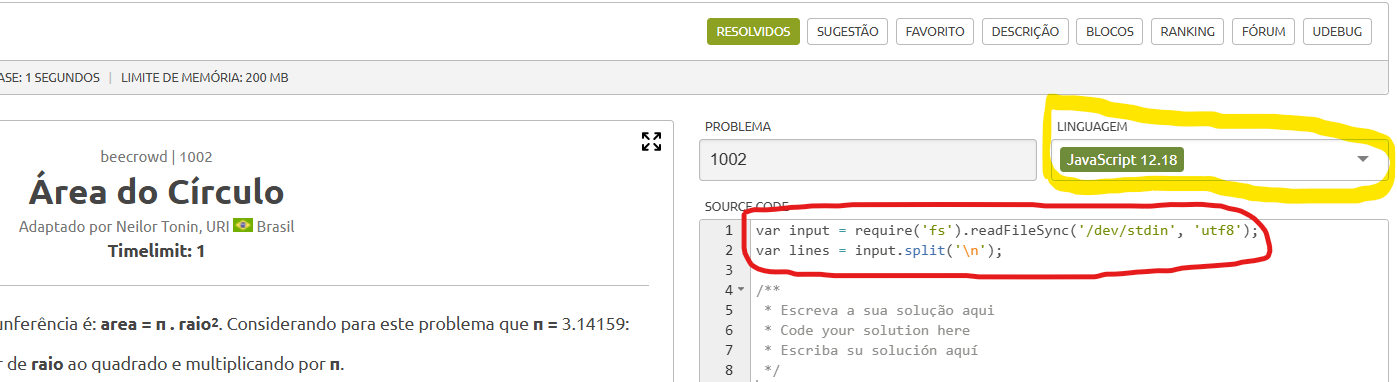 RESOLVIDOS SUGESTÃO FAVORITO DESCRIÇÃO BLOCOS RANKING FÓRUM UDEBUG
ASE: 1 SEGUNDOS | LIMITE DE MEMÓRIA: 200 MB
beecrowd | 1002
Área do Círculo
Adaptado por Neilor Tonin, URI Brasil
Timelimit: 1
unferência é: area = π . raio². Considerando para este problema que π = 3.14159:
r de raio ao quadrado e multiplicando por π.
PROBLEMA
1002
LINGUAGEM
JavaScript 12.18
SOURCE CODE
1 var input = require('fs').readFileSync('/dev/stdin', 'utf8');
2 var lines = input.split('\n');
3
4 /**
5 * Escreva a sua solução aqui
6 * Code your solution here
7 * Escriba su solución aquí
8 */